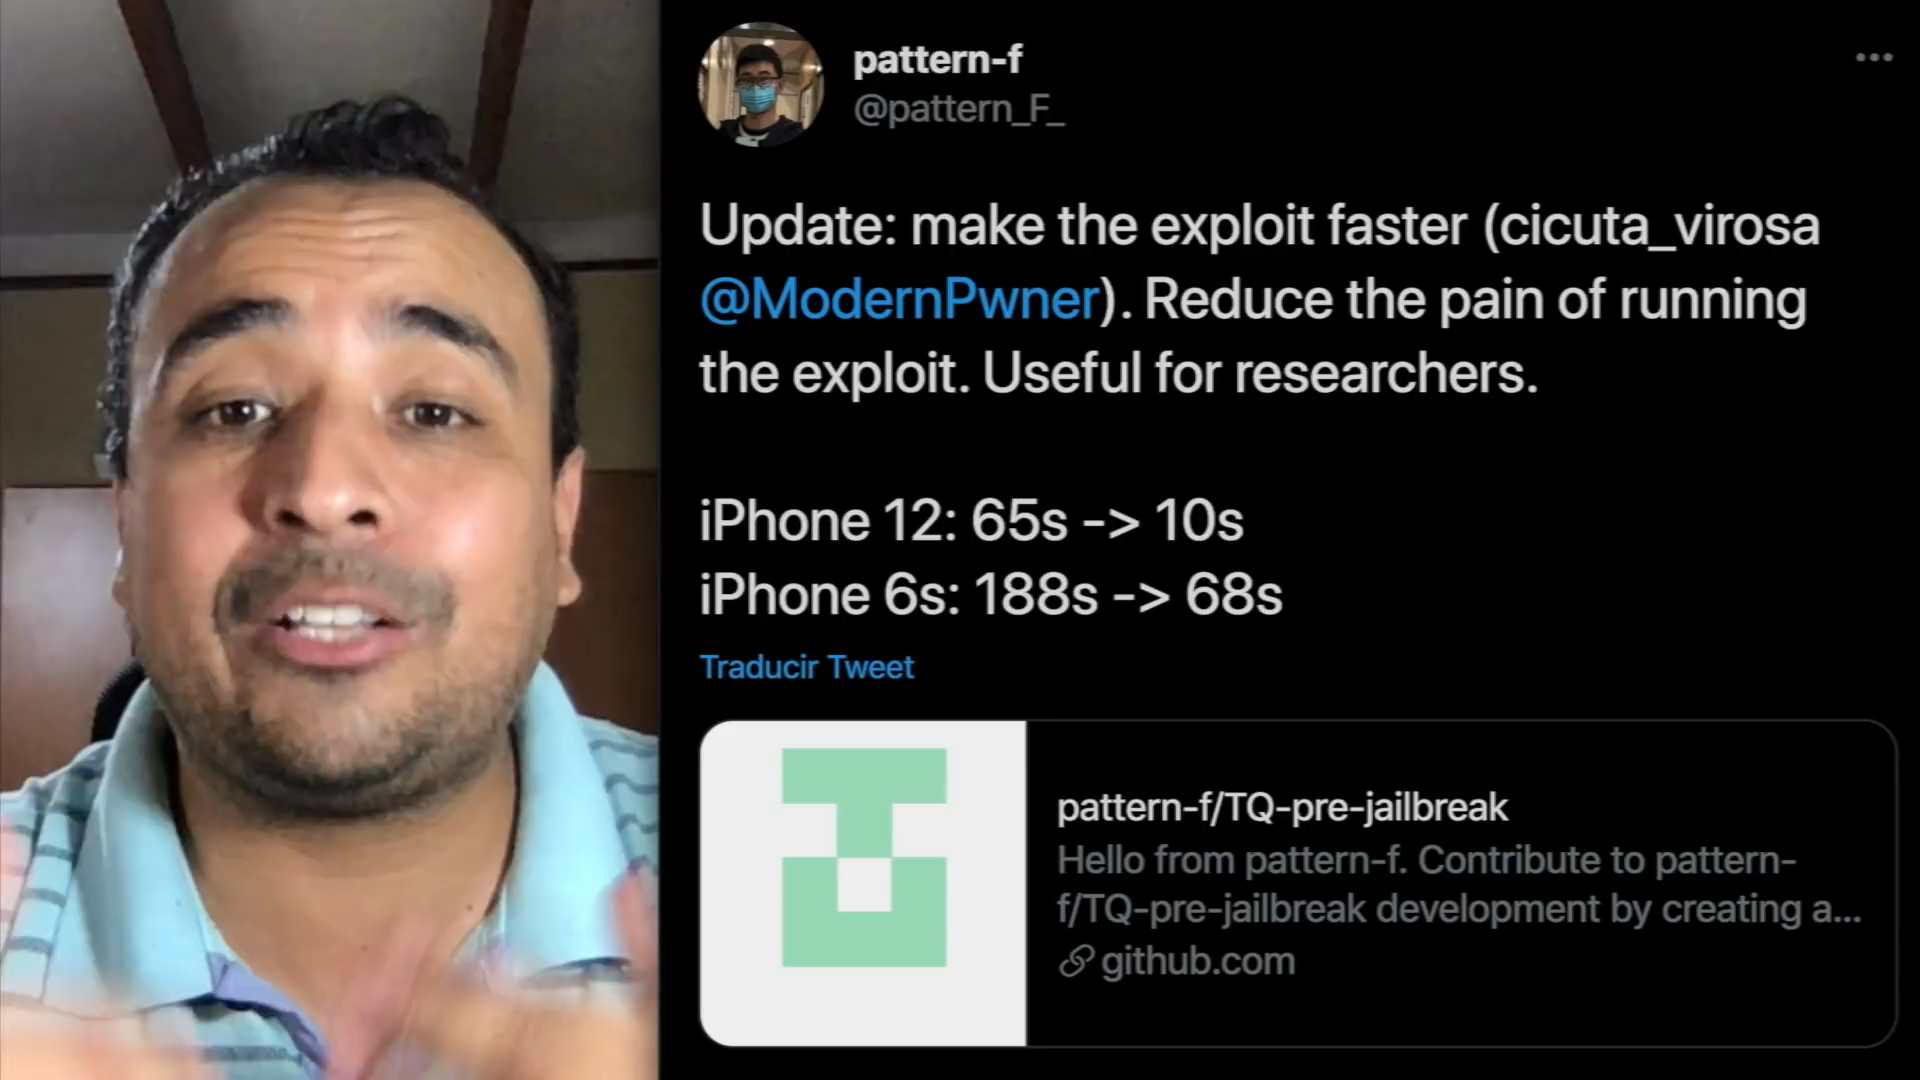 pattern-f
@pattern_F_
Update: make the exploit faster (cicuta_virosa
@ModernPwner). Reduce the pain of running
the exploit. Useful for researchers.
iPhone 12: 65s -> 10s
iPhone 6s: 188s -> 68s
Traducir Tweet
pattern-f/TQ-pre-jailbreak
Hello from pattern-f. Contribute to pattern-
f/TQ-pre-jailbreak development by creating a...
github.com